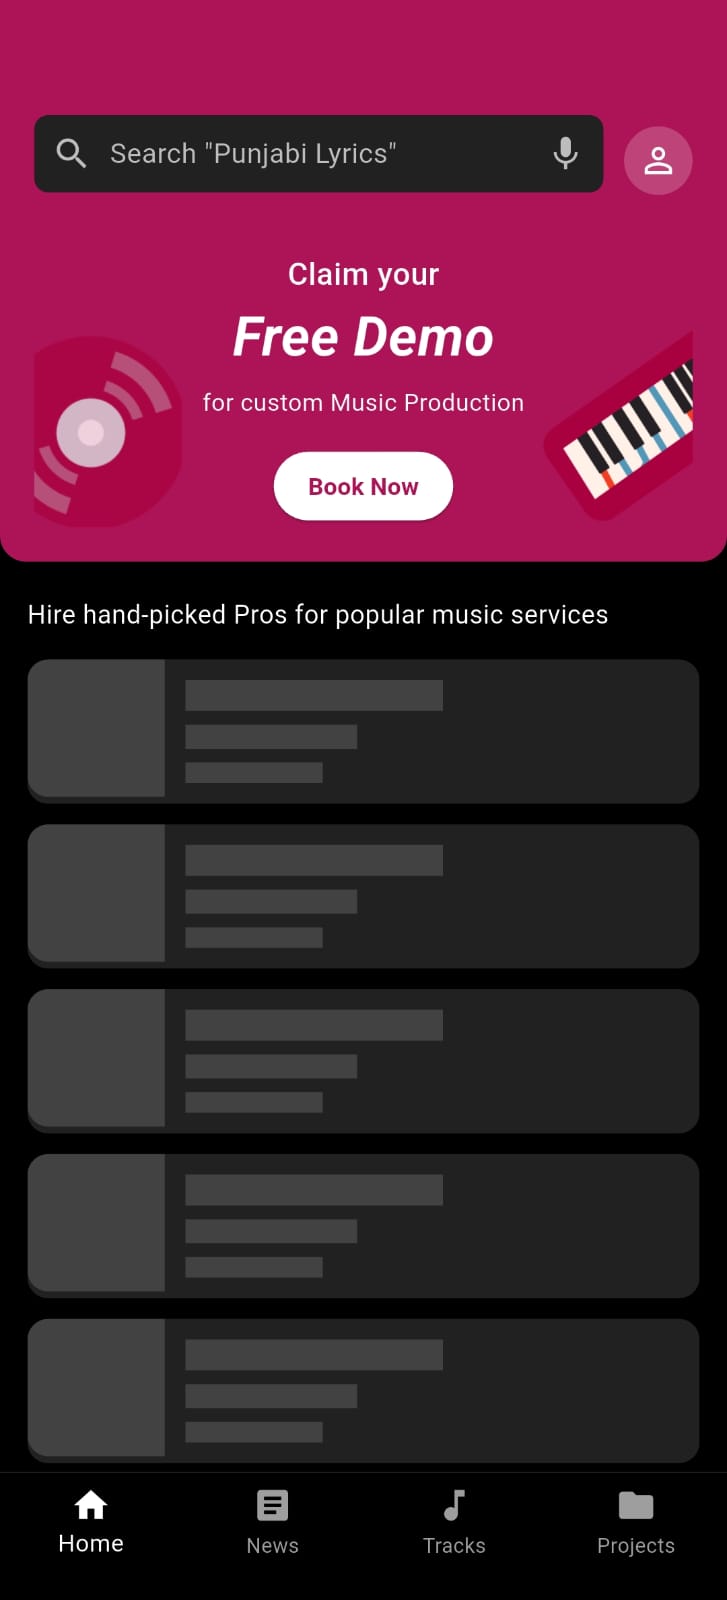 Search "Punjabi Lyrics"
Claim your
Free Demo
for custom Music Production
Book Now
Hire hand-picked Pros for popular music services
Home
News
Tracks
Projects